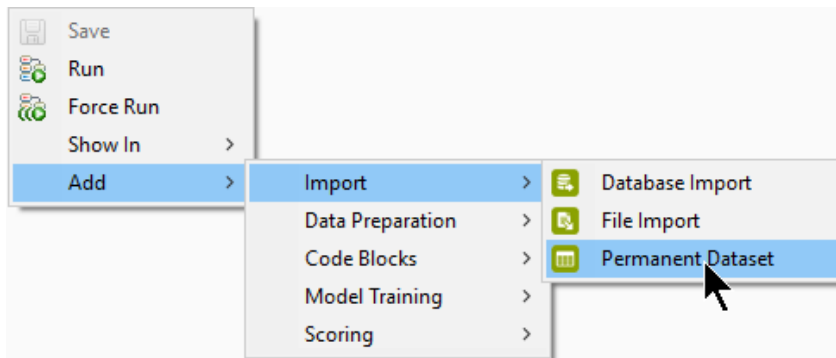 Save
Run
Force Run
Show In
Add
Import
Data Preparation
Code Blocks
Model Training
Scoring
Database Import
File Import
Permanent Dataset